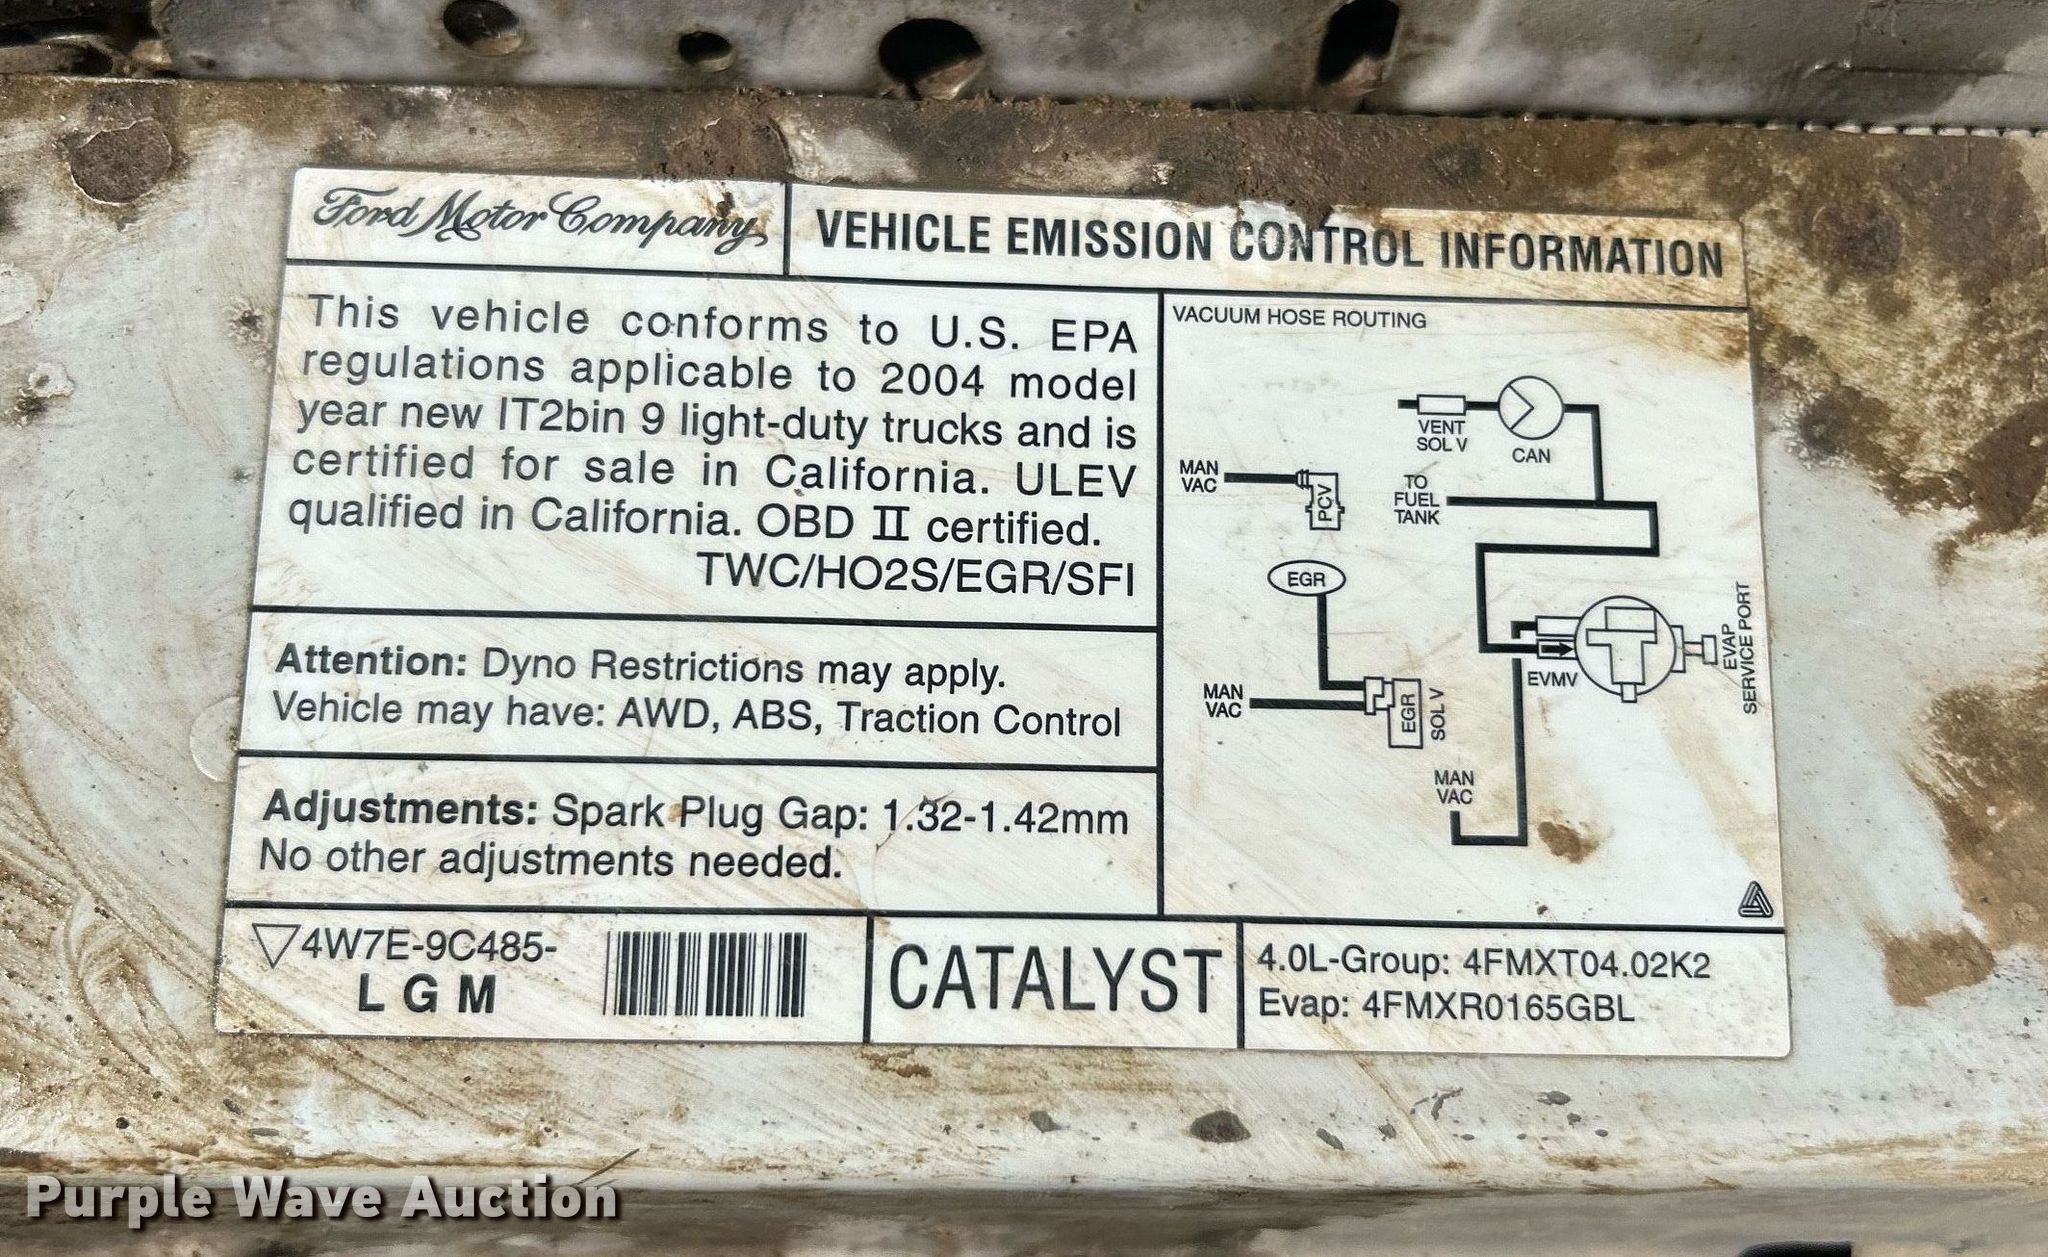 Ford Motor Company
VEHICLE EMISSION CONTROL INFORMATION
This vehicle conforms to U.S. EPA
regulations applicable to 2004 model
year new IT2bin 9 light-duty trucks and is
certified for sale in California. ULEV
qualified in California. OBD II certified.
TWC/HO2S/EGR/SFI
Attention: Dyno Restrictions may apply.
Vehicle may have: AWD, ABS, Traction Control
Adjustments: Spark Plug Gap: 1.32-1.42mm
No other adjustments needed.
VACUUM HOSE ROUTING
VENT
SOL V
CAN
MAN
VAC
PCV
TO
FUEL
TANK
EGR
EVMV
EVAP
SERVICE PORT
MAN
VAC
EGR
SOL V
MAN
VAC
4W7E-9C485-
L G M
CATALYST
4.0L-Group: 4FMXT04.02K2
Evap: 4FMXR0165GBL
Purple Wave Auction